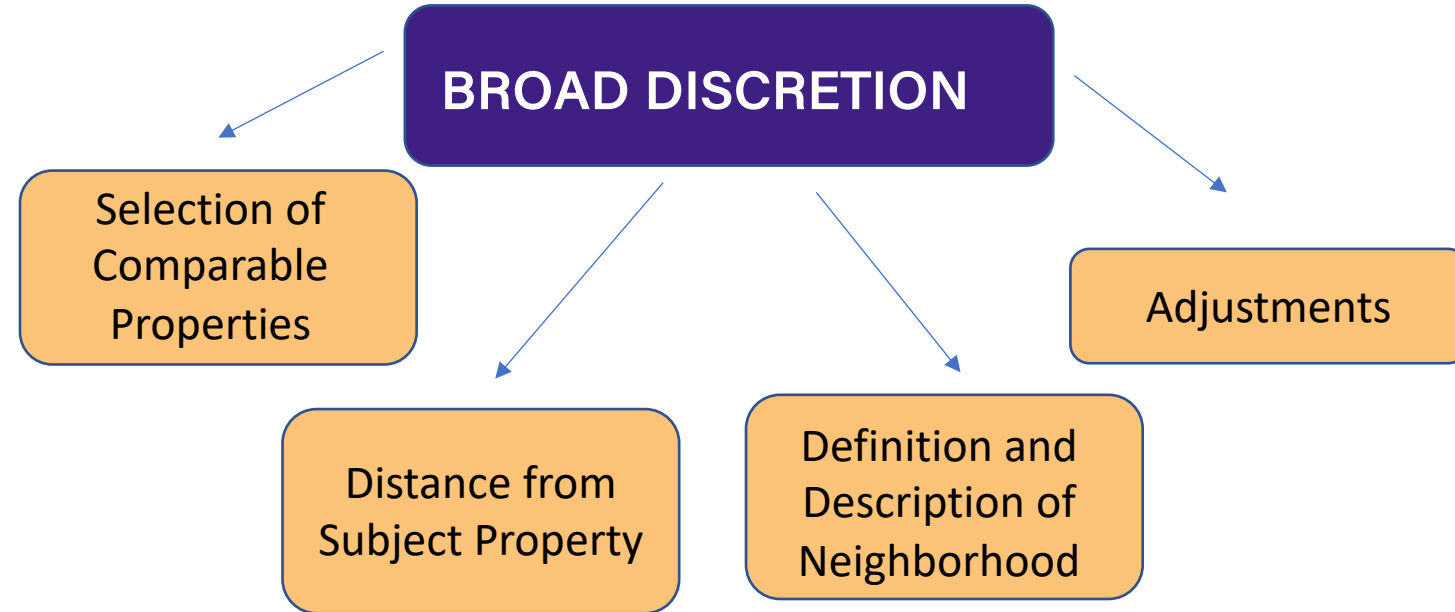 BROAD DISCRETION
Selection of
Comparable
Properties
Distance from
Subject Property
Definition and
Description of
Neighborhood
Adjustments